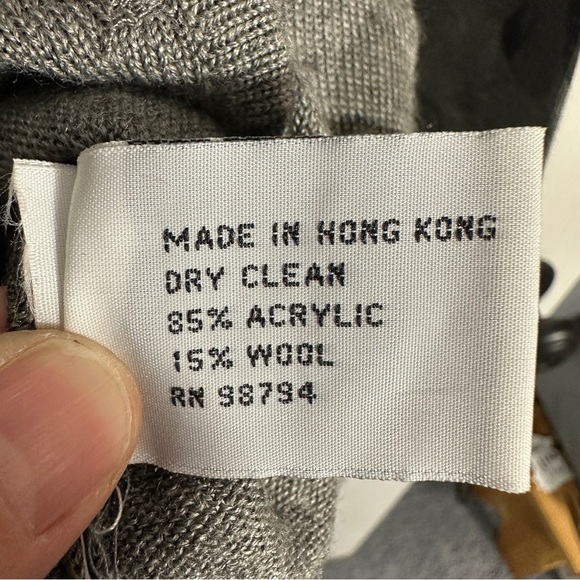 MADE IN HONG KONG
DRY CLEAN
85% ACRYLIC
15% WOOL
RN 98794